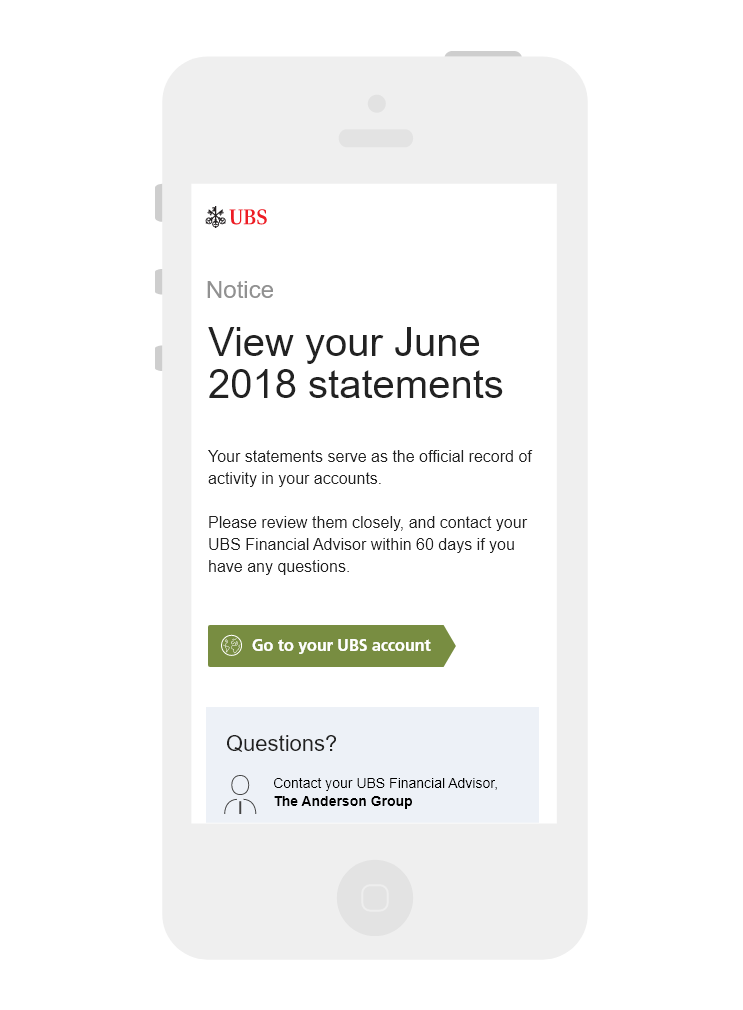 UBS
Notice
View your June
2018 statements
Your statements serve as the official record of
activity in your accounts.
Please review them closely, and contact your
UBS Financial Advisor within 60 days if you
have any questions.
Go to your UBS account
Questions?
Contact your UBS Financial Advisor,
The Anderson Group